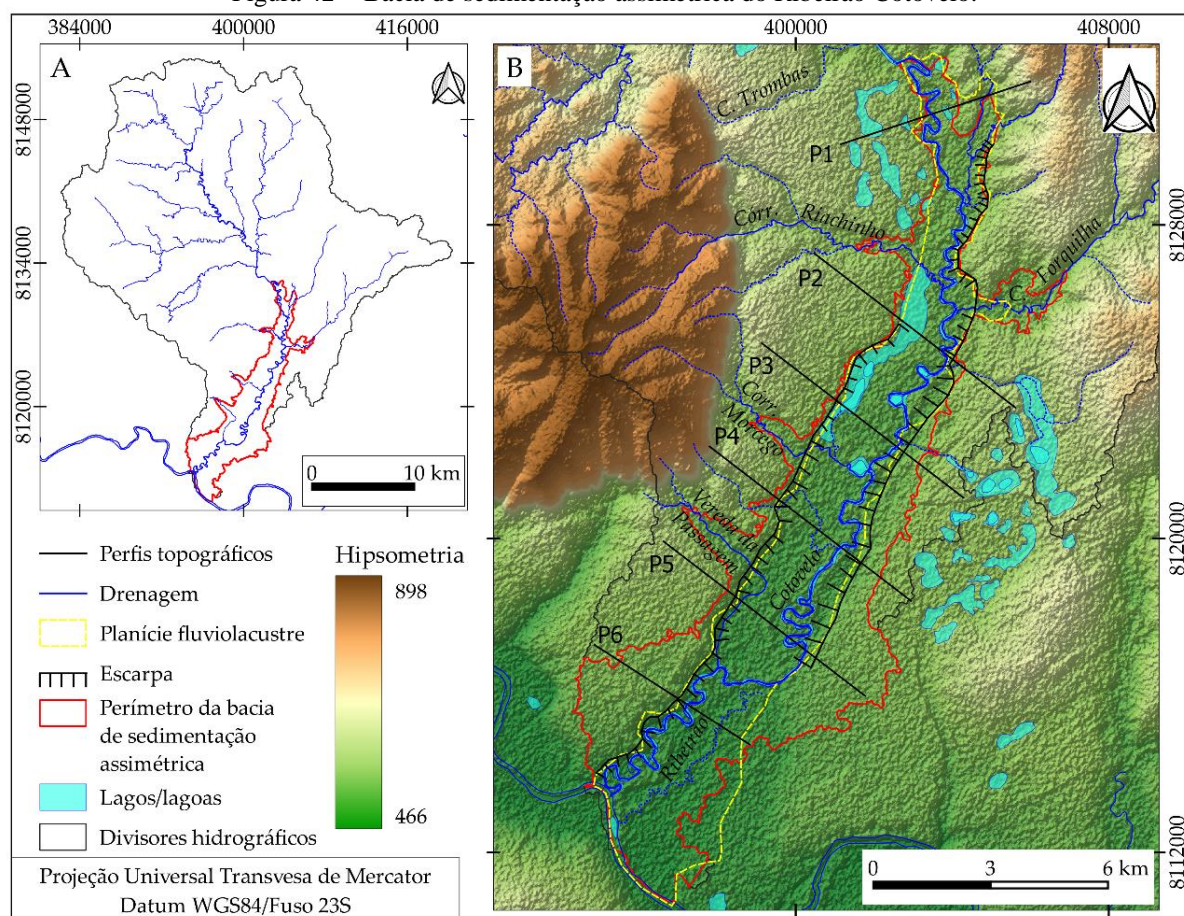 Figura 42 – Bacia de sedimentação assimétrica do Ribeirão Cotovelo.
384000
400000
416000
A
8148000
8134000
8120000
0
10 km
Perfis topográficos
Drenagem
Planície fluviolacustre
Escarpa
Perímetro da bacia
de sedimentação
assimétrica
Lagos/lagoas
Divisores hidrográficos
Hipsometria
898
466
Projeção Universal Transvesa de Mercator
Datum WGS84/Fuso 23S
400000
408000
B
C. Trombas
P1
Corr. Riachinho
C. Forquilha
P2
P3
Corr. Morcego
P4
Vereda da
Passagem
P5
P6
Ribeirão Cotovelo
8128000
8120000
8112000
0
3
6 km